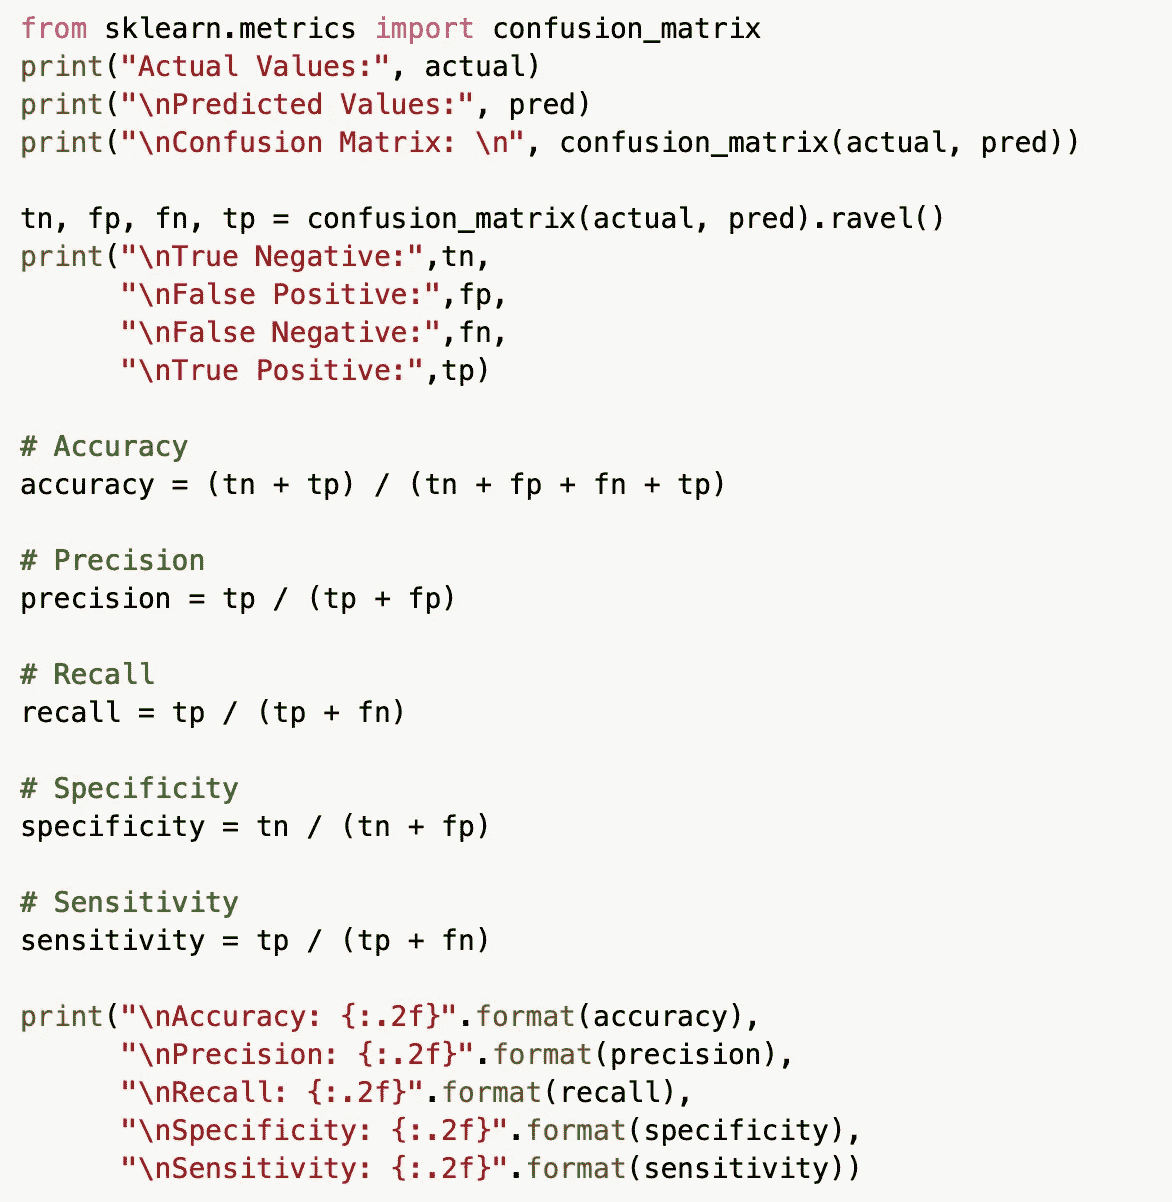 from sklearn.metrics import confusion_matrix
print("Actual Values:", actual)
print("\nPredicted Values:", pred)
print("\nConfusion Matrix: \n", confusion_matrix(actual, pred))
tn, fp, fn, tp = confusion_matrix(actual, pred).ravel()
print("\nTrue Negative:",tn,
      "\nFalse Positive:",fp,
      "\nFalse Negative:",fn,
      "\nTrue Positive:",tp)
# Accuracy
accuracy = (tn + tp) / (tn + fp + fn + tp)
# Precision
precision = tp / (tp + fp)
# Recall
recall = tp / (tp + fn)
# Specificity
specificity = tn / (tn + fp)
# Sensitivity
sensitivity = tp / (tp + fn)
print("\nAccuracy: {:.2f}".format(accuracy),
      "\nPrecision: {:.2f}".format(precision),
      "\nRecall: {:.2f}".format(recall),
      "\nSpecificity: {:.2f}".format(specificity),
      "\nSensitivity: {:.2f}".format(sensitivity))